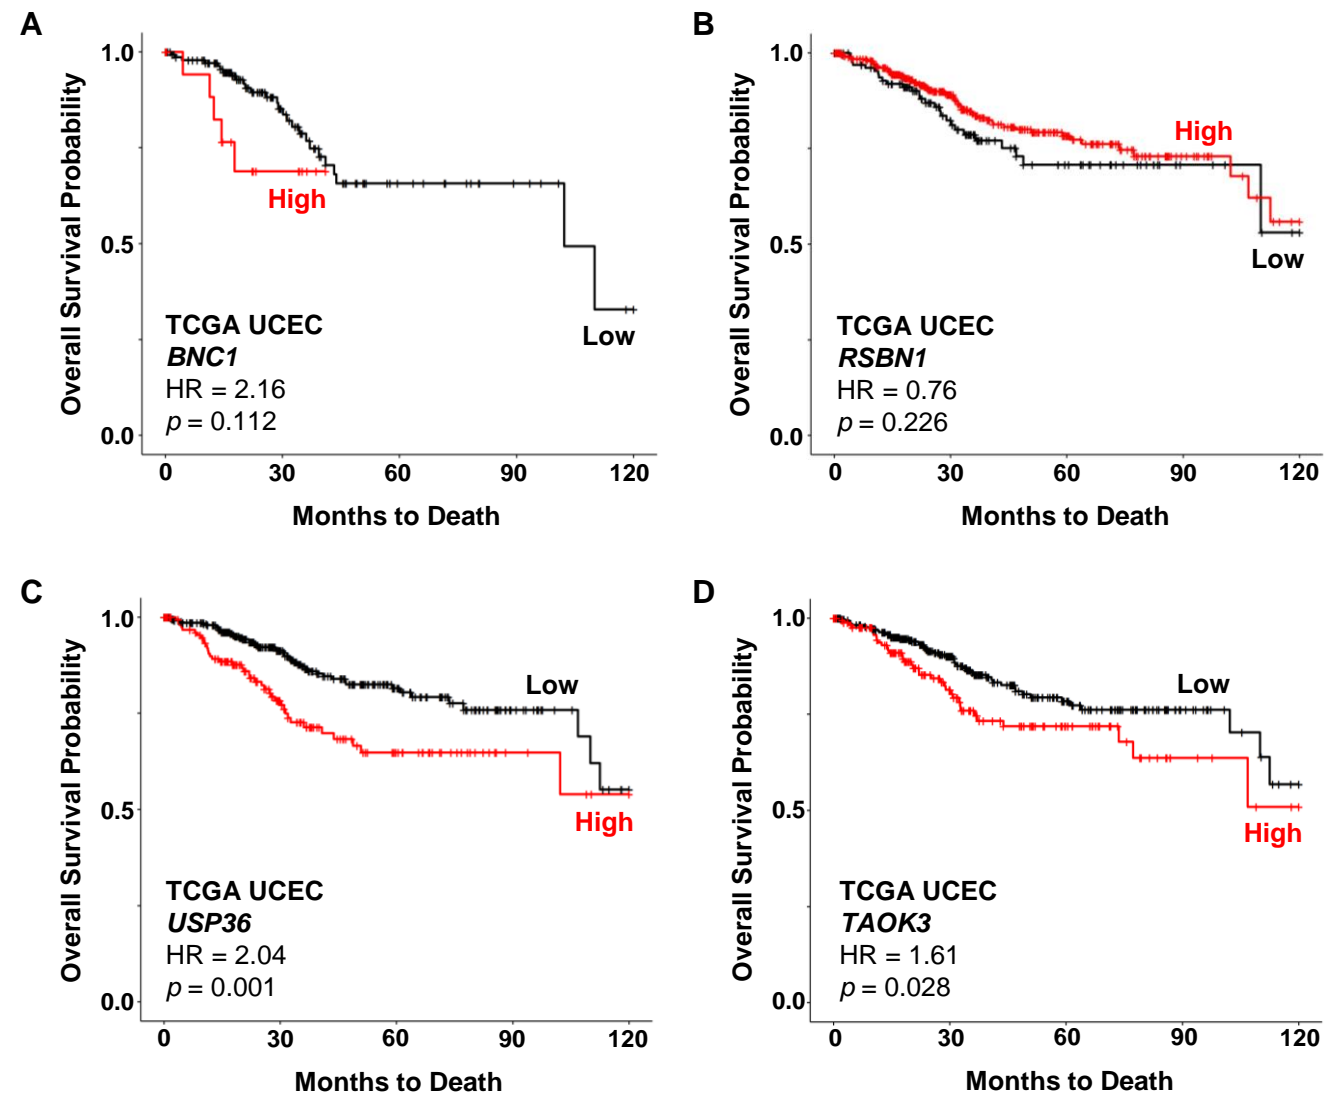 A
Overall Survival Probability
1.0
0.5
0.0
High
Low
TCGA UCEC
BNC1
HR = 2.16
p = 0.112
0 30 60 90 120
Months to Death
B
Overall Survival Probability
1.0
0.5
0.0
High
Low
TCGA UCEC
RSBN1
HR = 0.76
p = 0.226
0 30 60 90 120
Months to Death
C
Overall Survival Probability
1.0
0.5
0.0
Low
High
TCGA UCEC
USP36
HR = 2.04
p = 0.001
0 30 60 90 120
Months to Death
D
Overall Survival Probability
1.0
0.5
0.0
Low
High
TCGA UCEC
TAOK3
HR = 1.61
p = 0.028
0 30 60 90 120
Months to Death